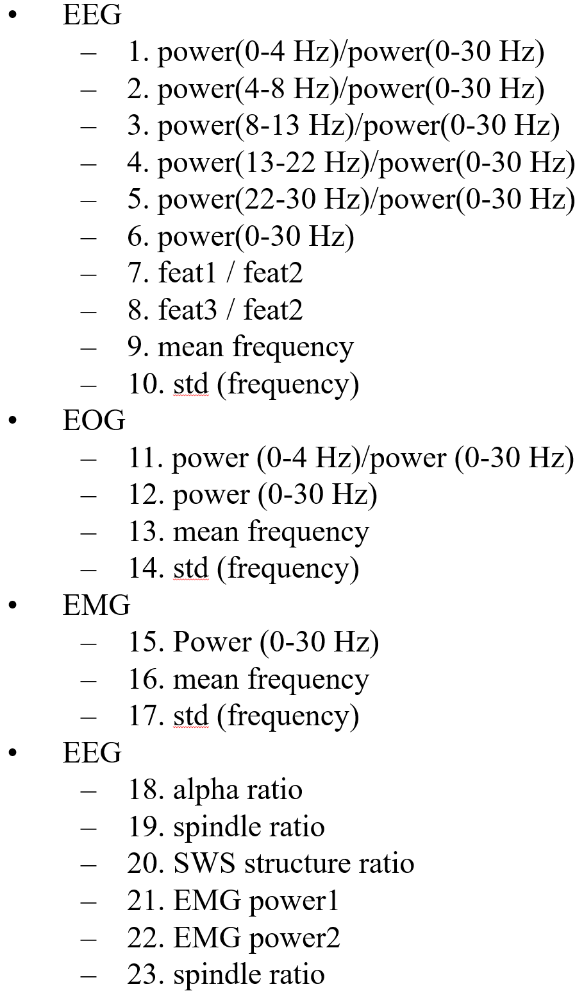 • EEG
– 1. power(0-4 Hz)/power(0-30 Hz)
– 2. power(4-8 Hz)/power(0-30 Hz)
– 3. power(8-13 Hz)/power(0-30 Hz)
– 4. power(13-22 Hz)/power(0-30 Hz)
– 5. power(22-30 Hz)/power(0-30 Hz)
– 6. power(0-30 Hz)
– 7. feat1 / feat2
– 8. feat3 / feat2
– 9. mean frequency
– 10. std (frequency)
• EOG
– 11. power (0-4 Hz)/power (0-30 Hz)
– 12. power (0-30 Hz)
– 13. mean frequency
– 14. std (frequency)
• EMG
– 15. Power (0-30 Hz)
– 16. mean frequency
– 17. std (frequency)
• EEG
– 18. alpha ratio
– 19. spindle ratio
– 20. SWS structure ratio
– 21. EMG power1
– 22. EMG power2
– 23. spindle ratio